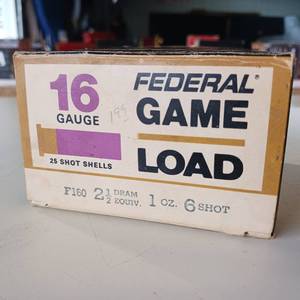 16
GAUGE
25 SHOT SHELLS
FEDERAL®
GAME
LOAD
F160 2 1/2 DRAM EQUIV. 1 OZ. 6 SHOT